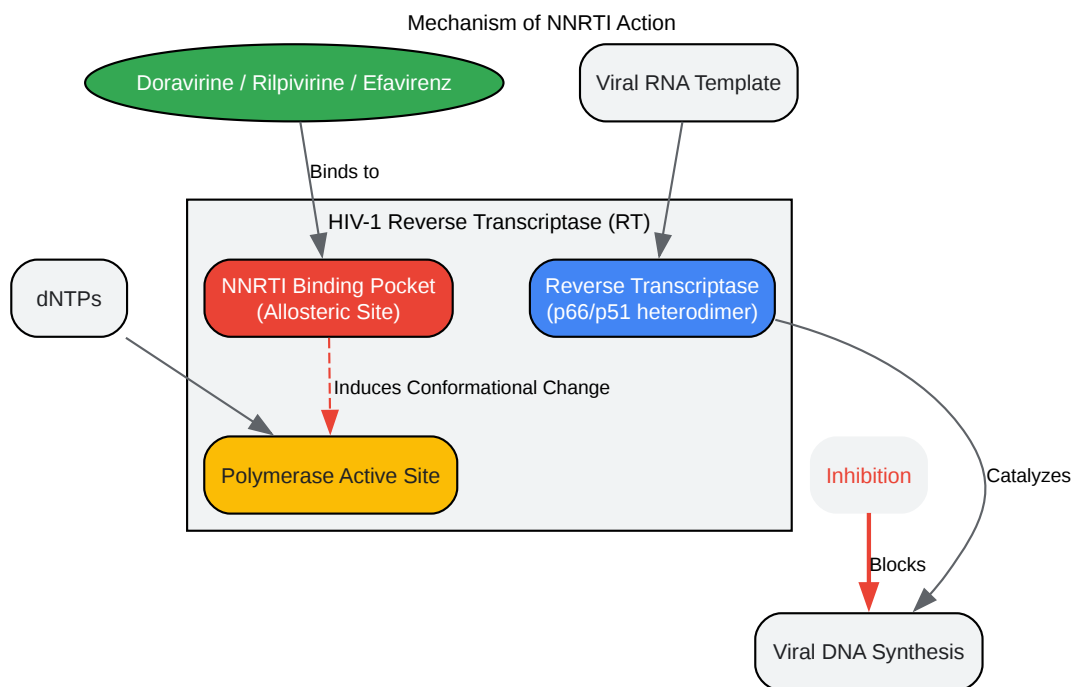 Mechanism of NNRTI Action
Doravirine / Rilpivirine / Efavirenz
Viral RNA Template
Binds to
HIV-1 Reverse Transcriptase (RT)
dNTPs
NNRTI Binding Pocket
(Allosteric Site)
Reverse Transcriptase
(p66/p51 heterodimer)
Induces Conformational Change
Polymerase Active Site
Inhibition
Catalyzes
Blocks
Viral DNA Synthesis